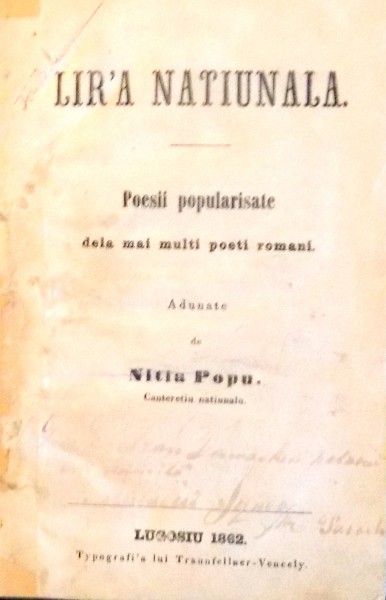 LIR'A NATIUNALA.
Poesii popularisate
dela mai multi poeti romani.
Adunate
de
Nitia Popu.
Cantaretiu nationalu.
LUGOSIU 1862.
Typografi'a lui Traunfellner-Vencely.